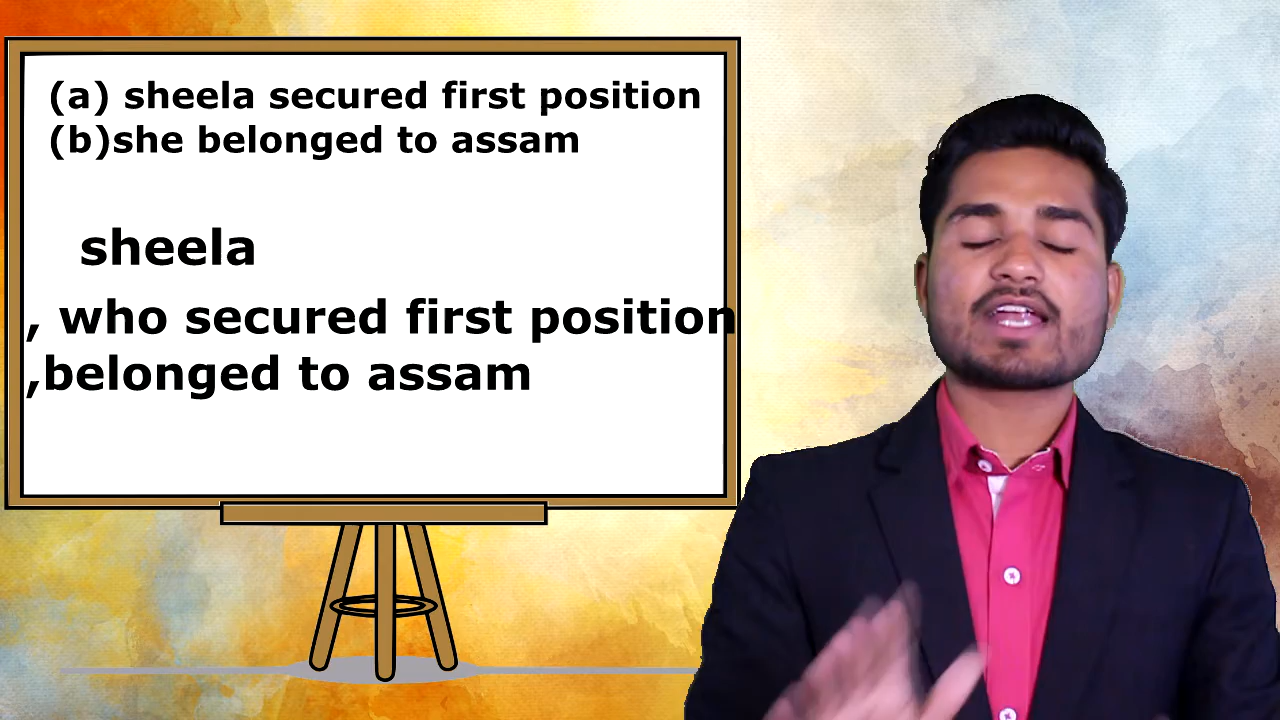 (a) sheela secured first position
(b)she belonged to assam
sheela
, who secured first position
,belonged to assam